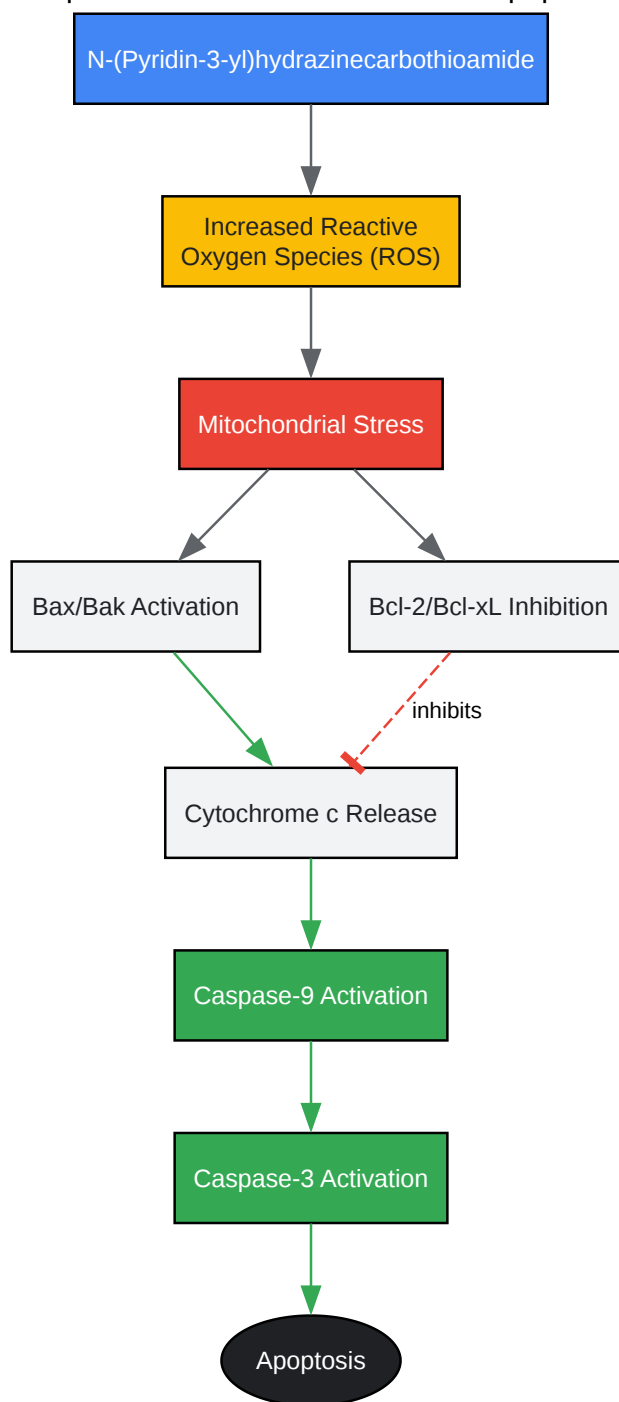 N-(Pyridin-3-yl)hydrazinecarbothioamide
Increased Reactive
Oxygen Species (ROS)
Mitochondrial Stress
Bax/Bak Activation
Bcl-2/Bcl-xL Inhibition
inhibits
Cytochrome c Release
Caspase-9 Activation
Caspase-3 Activation
Apoptosis